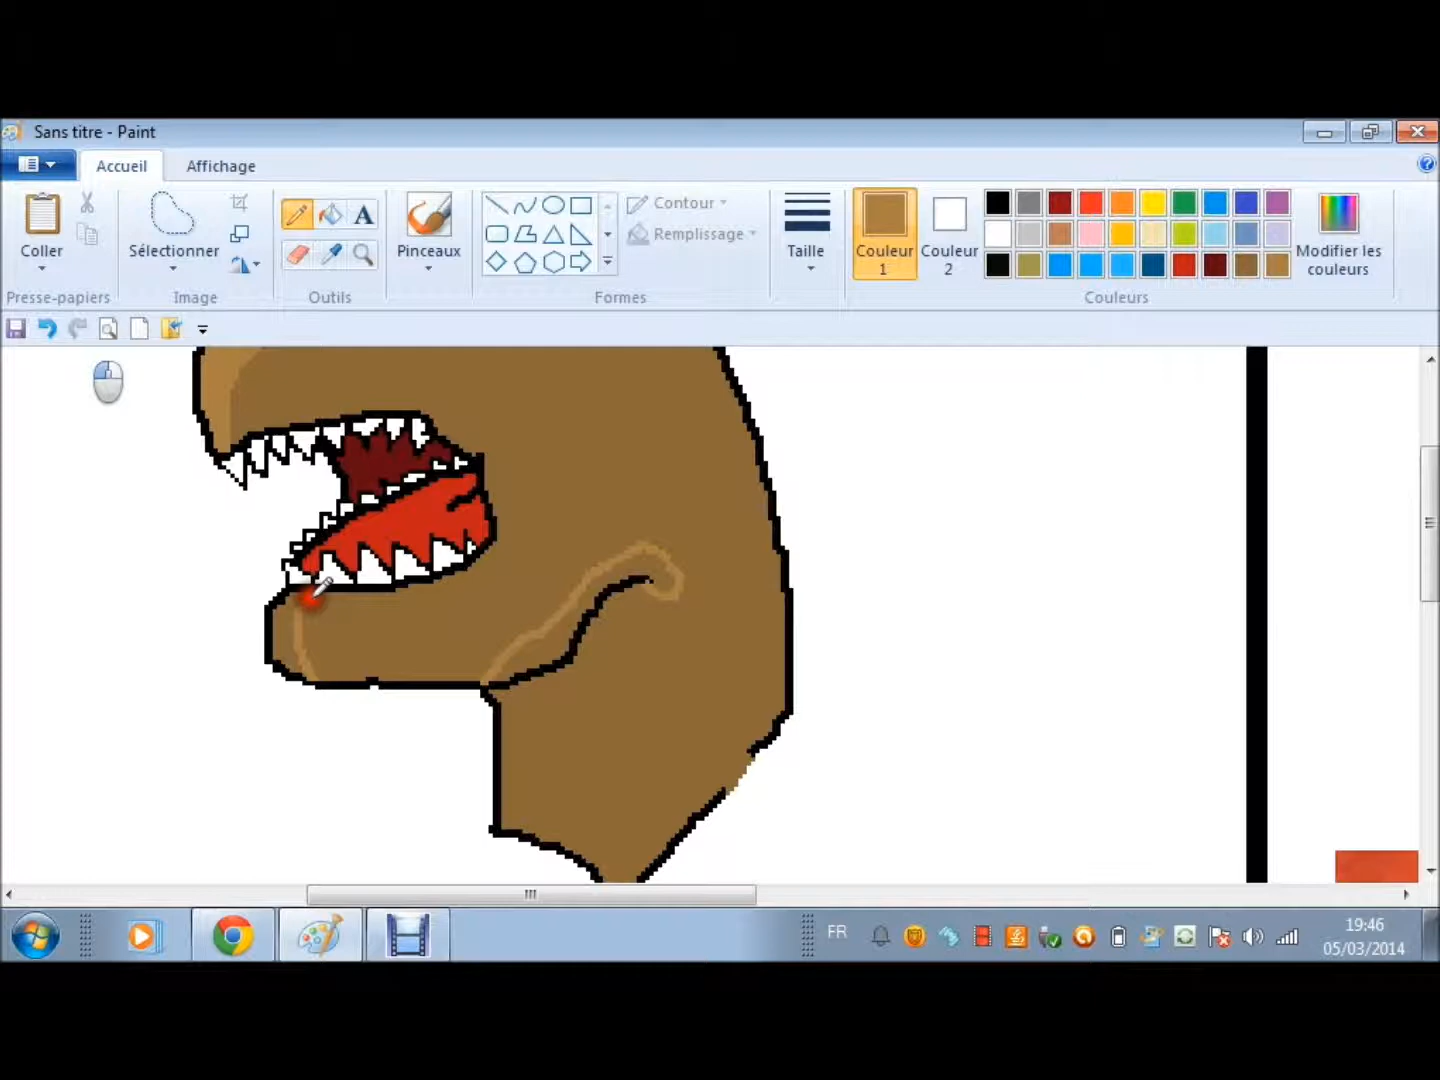 Sans titre - Paint
Accueil Affichage
Coller
Sélectionner
A
Pinceaux
Contour
Remplissage
Taille
Couleur 1
Couleur 2
Modifier les couleurs
Presse-papiers
Image
Outils
Formes
Couleurs
FR
19:46
05/03/2014